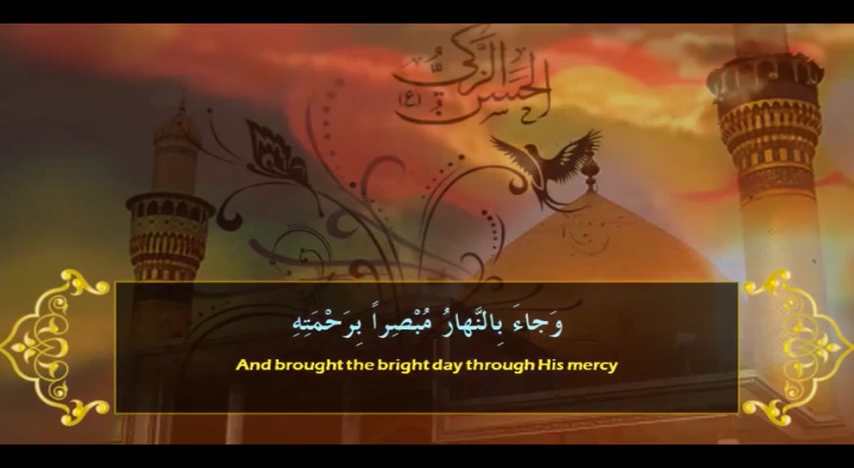 الحسن الزكي
(ع)
وَجاءَ بِالنَّهارُ مُبْصِراً بِرَحْمَتِهِ
And brought the bright day through His mercy